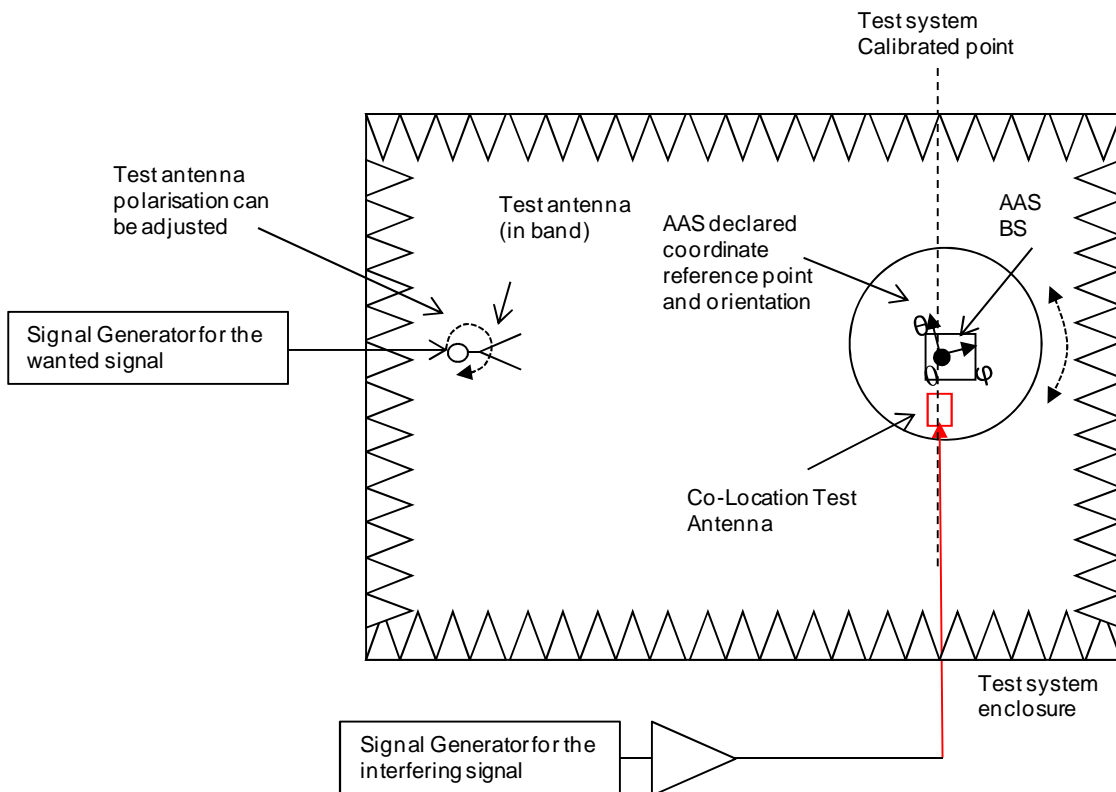 Test system
Calibrated point
Test antenna
polarisation can
be adjusted
Test antenna
(in band)
AAS declared
coordinate
reference point
and orientation
AAS
BS
Signal Generator for the
wanted signal
θ
0
φ
Co-Location Test
Antenna
Test system
enclosure
Signal Generator for the
interfering signal